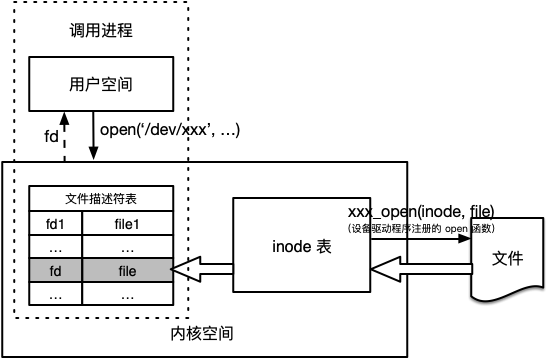 调用进程
用户空间
fd
open(‘/dev/xxx’, …)
文件描述符表
fd1 file1
… …
fd file
… …
inode 表
xxx_open(inode, file)
(设备驱动程序注册的 open 函数)
文件
内核空间